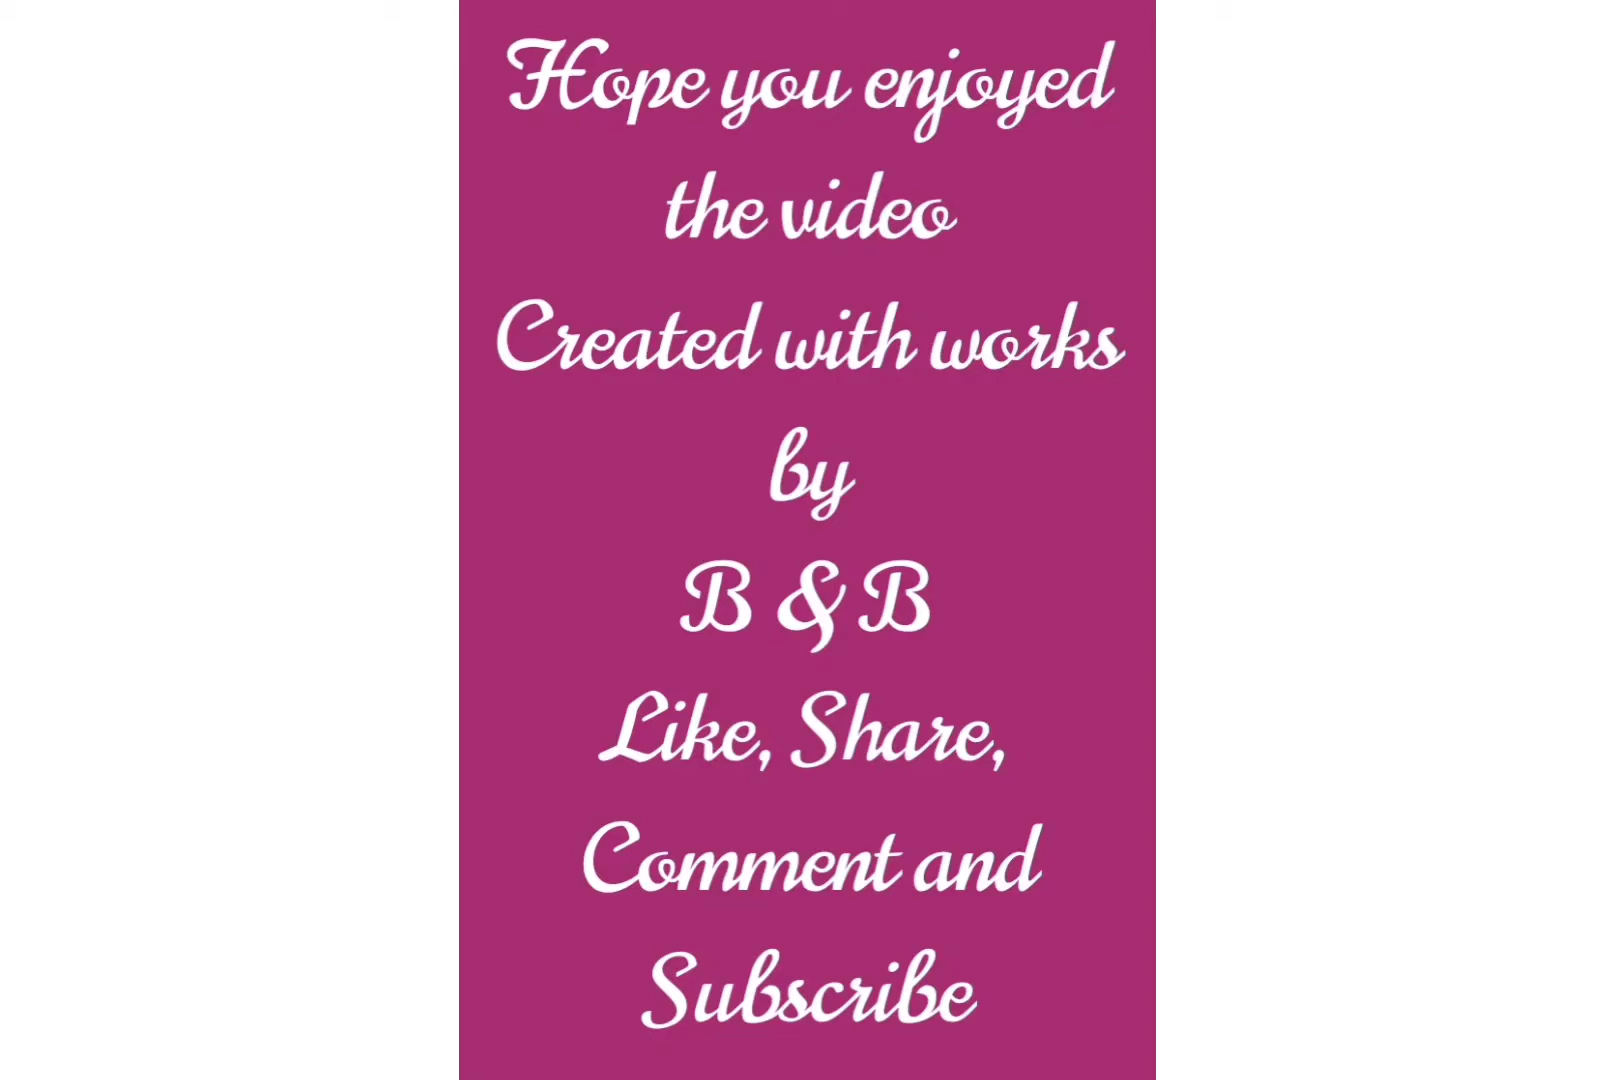 Hope you enjoyed
the video
Created with works
by
B & B
Like, Share,
Comment and
Subscribe